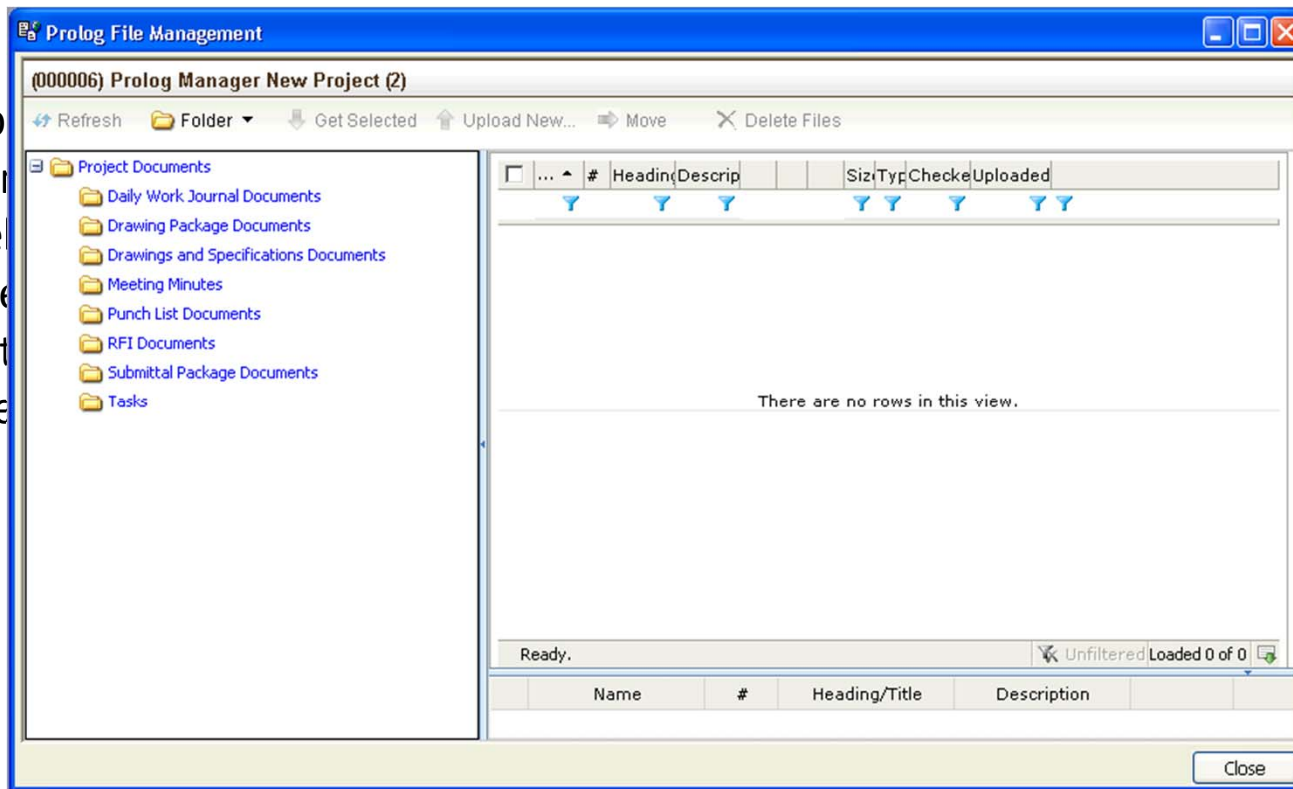 Prolog File Management
(000006) Prolog Manager New Project (2)
Refresh Folder Get Selected Upload New... Move Delete Files
Project Documents
Daily Work Journal Documents
Drawing Package Documents
Drawings and Specifications Documents
Meeting Minutes
Punch List Documents
RFI Documents
Submittal Package Documents
Tasks
... # Heading Descrip Siz Typ Checke Uploaded
There are no rows in this view.
Ready. Unfiltered Loaded 0 of 0
Name # Heading/Title Description
Close